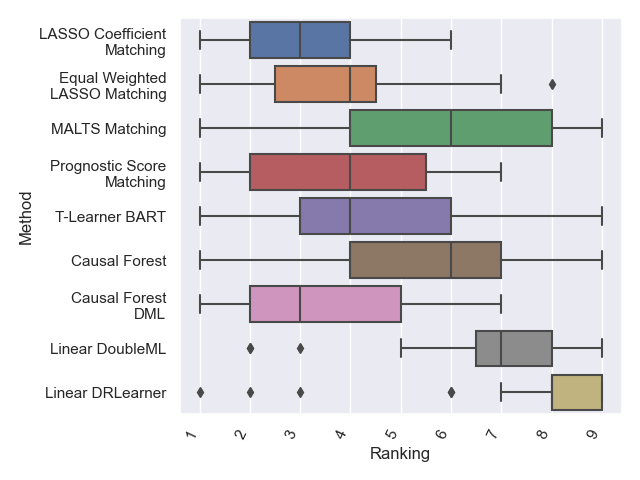 LASSO Coefficient
Matching
Equal Weighted
LASSO Matching
MALTS Matching
Prognostic Score
Matching
T-Learner BART
Causal Forest
Causal Forest
DML
Linear DoubleML
Linear DRLearner
Method
1 2 3 4 5 6 7 8 9
Ranking